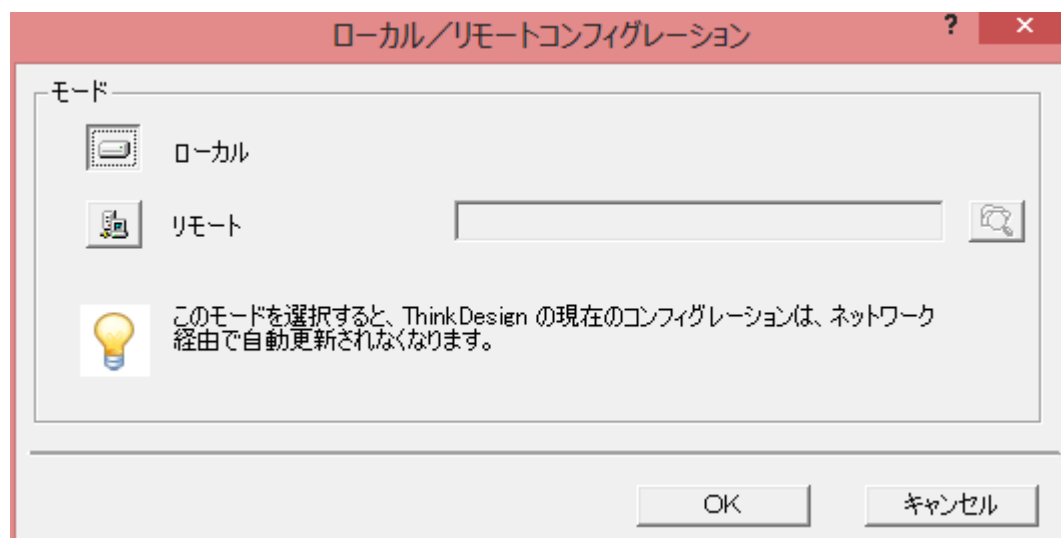 ローカル／リモートコンフィグレーション ? ×
モード
ローカル
リモート
このモードを選択すると、ThinkDesign の現在のコンフィグレーションは、ネットワーク
経由で自動更新されなくなります。
OK キャンセル